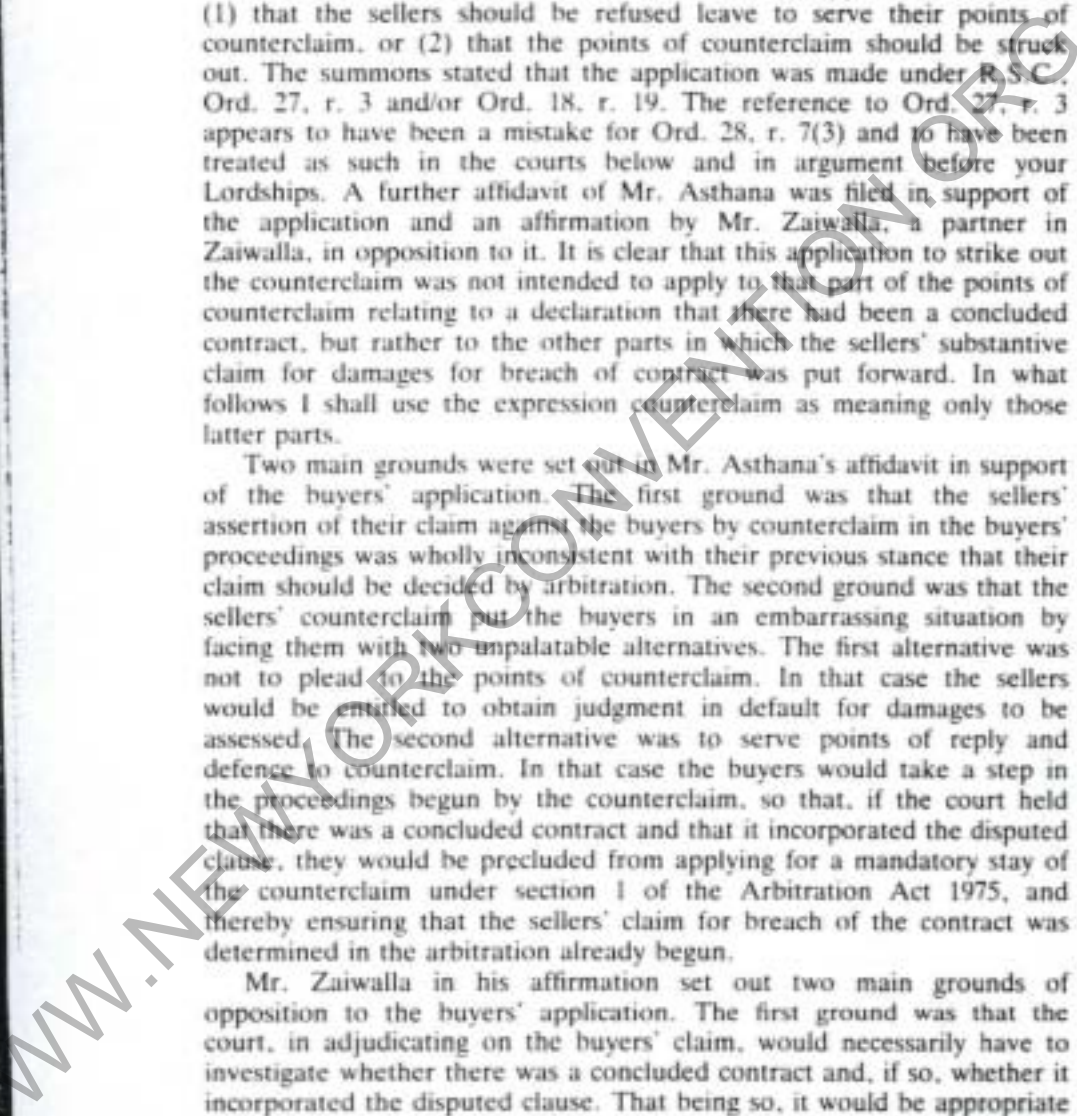 (1) that the sellers should be refused leave to serve their points of
counterclaim, or (2) that the points of counterclaim should be struck
out. The summons stated that the application was made under R.S.C.,
Ord. 27, r. 3 and/or Ord. 18, r. 19. The reference to Ord. 27, r. 3
appears to have been a mistake for Ord. 28, r. 7(3) and to have been
treated as such in the courts below and in argument before your
Lordships. A further affidavit of Mr. Asthana was filed in support of
the application and an affirmation by Mr. Zaiwalla, a partner in
Zaiwalla, in opposition to it. It is clear that this application to strike out
the counterclaim was not intended to apply to that part of the points of
counterclaim relating to a declaration that there had been a concluded
contract, but rather to the other parts in which the sellers' substantive
claim for damages for breach of contract was put forward. In what
follows I shall use the expression counterclaim as meaning only those
latter parts.
Two main grounds were set out in Mr. Asthana's affidavit in support
of the buyers' application. The first ground was that the sellers'
assertion of their claim against the buyers by counterclaim in the buyers'
proceedings was wholly inconsistent with their previous stance that their
claim should be decided by arbitration. The second ground was that the
sellers' counterclaim put the buyers in an embarrassing situation by
facing them with two unpalatable alternatives. The first alternative was
not to plead to the points of counterclaim. In that case the sellers
would be entitled to obtain judgment in default for damages to be
assessed. The second alternative was to serve points of reply and
defence to counterclaim. In that case the buyers would take a step in
the proceedings begun by the counterclaim, so that, if the court held
that there was a concluded contract and that it incorporated the disputed
clause, they would be precluded from applying for a mandatory stay of
the counterclaim under section 1 of the Arbitration Act 1975, and
thereby ensuring that the sellers' claim for breach of the contract was
determined in the arbitration already begun.
Mr. Zaiwalla in his affirmation set out two main grounds of
opposition to the buyers' application. The first ground was that the
court, in adjudicating on the buyers' claim, would necessarily have to
investigate whether there was a concluded contract and, if so, whether it
incorporated the disputed clause. That being so, it would be appropriate
WWW.NEWYORKCONVENTION.ORG